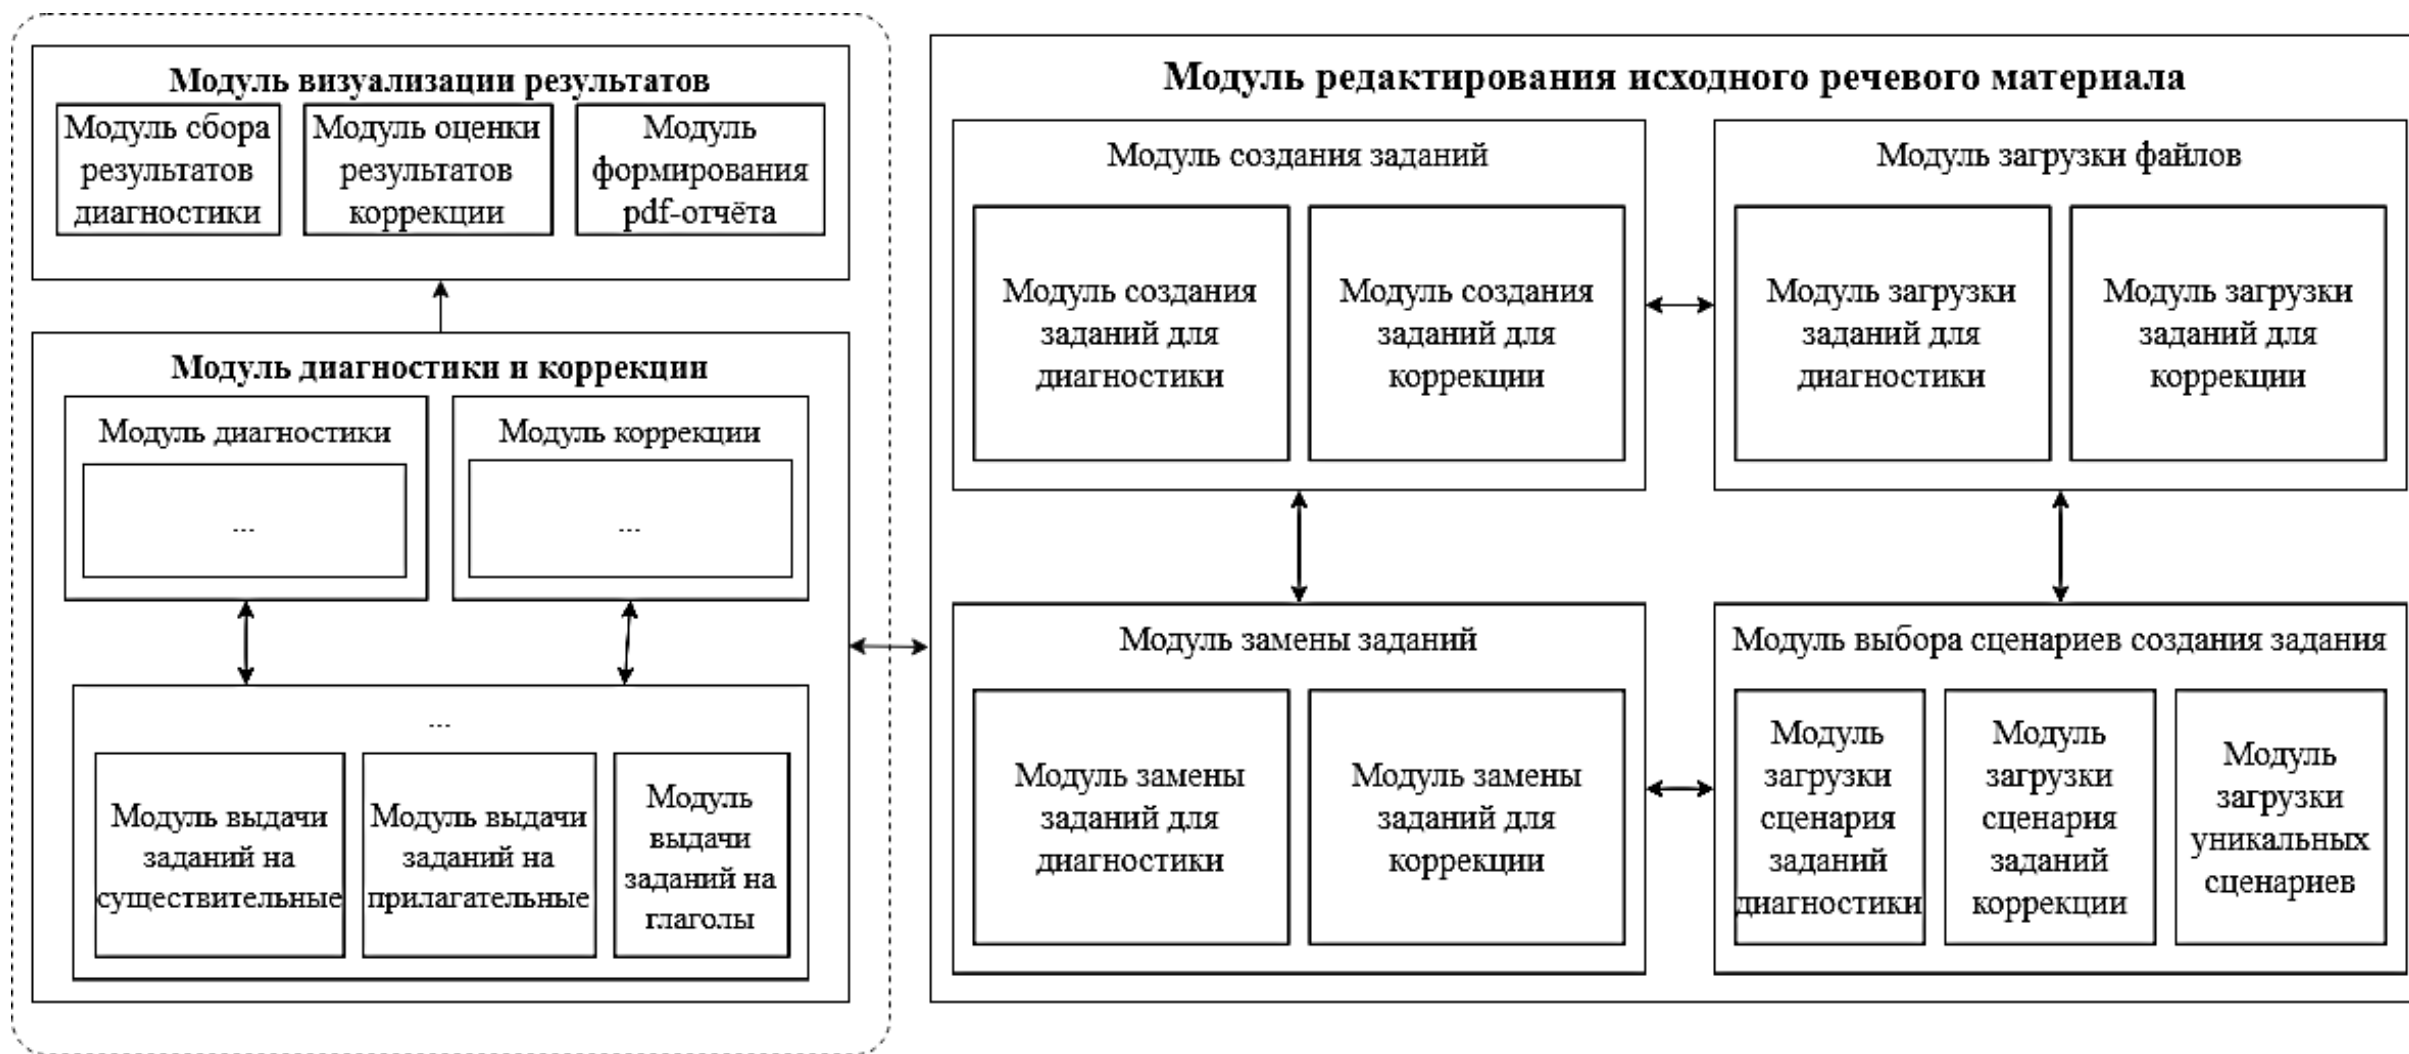 Модуль визуализации результатов
Модуль сбора
результатов
диагностики
Модуль оценки
результатов
коррекции
Модуль
формирования
pdf-отчёта
Модуль диагностики и коррекции
Модуль диагностики
...
Модуль коррекции
...
...
Модуль выдачи
заданий на
существительные
Модуль выдачи
заданий на
прилагательные
Модуль
выдачи
заданий на
глаголы
Модуль редактирования исходного речевого материала
Модуль создания заданий
Модуль создания
заданий для
диагностики
Модуль создания
заданий для
коррекции
Модуль загрузки файлов
Модуль загрузки
заданий для
диагностики
Модуль загрузки
заданий для
коррекции
Модуль замены заданий
Модуль замены
заданий для
диагностики
Модуль замены
заданий для
коррекции
Модуль выбора сценариев создания задания
Модуль
загрузки
сценария
заданий
диагностики
Модуль
загрузки
сценария
заданий
коррекции
Модуль
загрузки
уникальных
сценариев